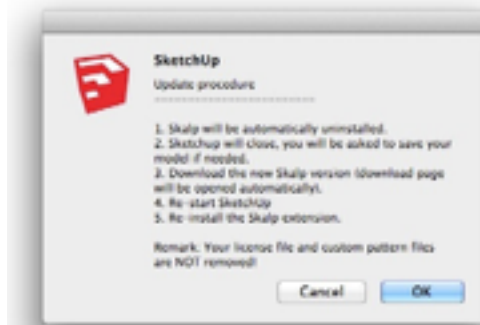 SketchUp
Update procedure
--------------------------------
1. Skalp will be automatically uninstalled.
2. Sketchup will close, you will be asked to save your
model if needed.
3. Download the new Skalp version (download page
will be opened automatically).
4. Re-start SketchUp
5. Re-install the Skalp extension.
Remark: Your license file and custom pattern files
are NOT removed!
Cancel
OK